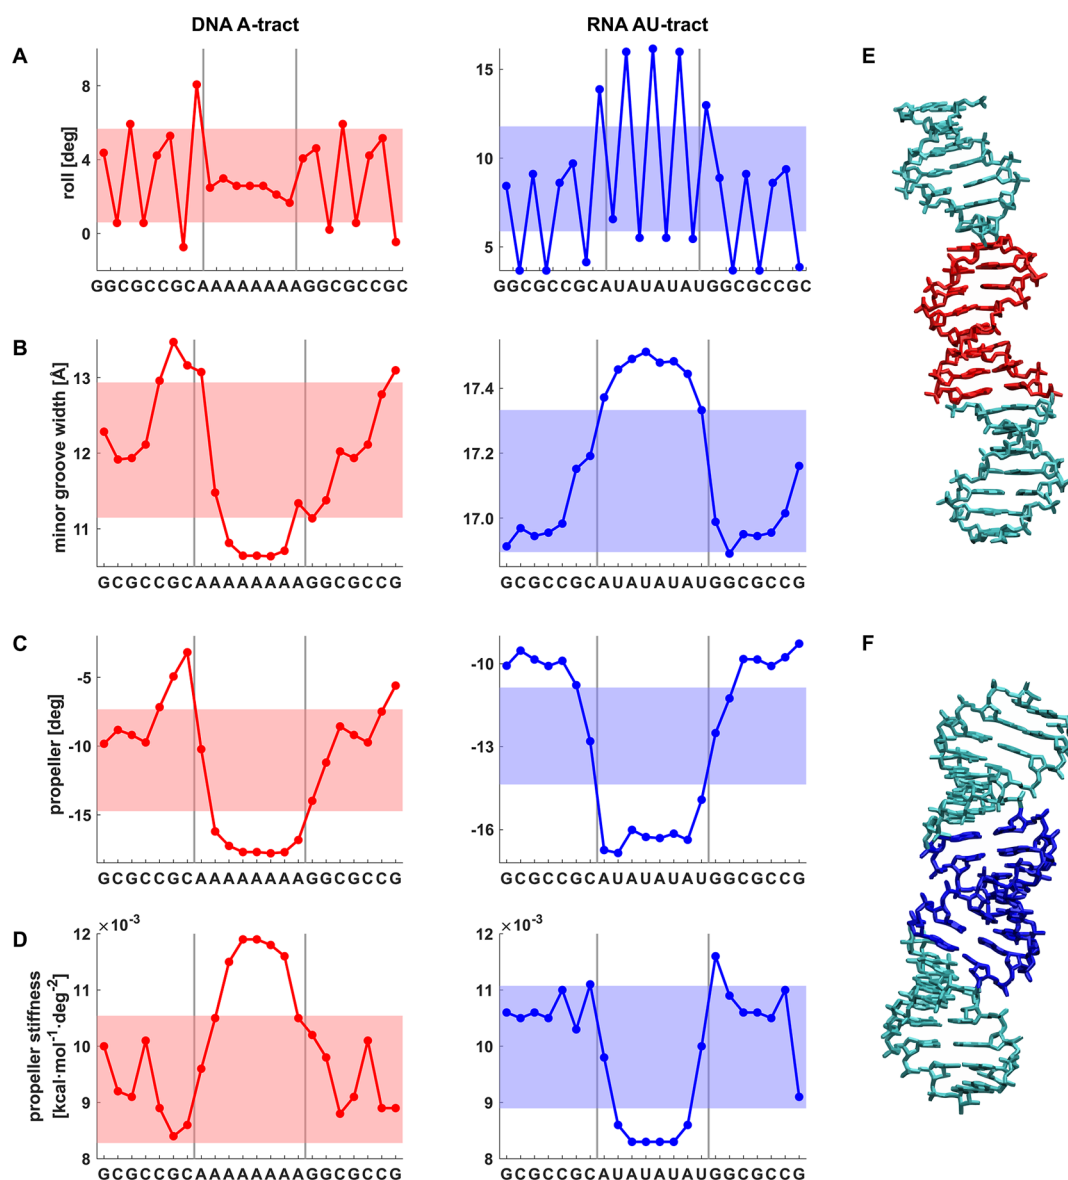 DNA A-tract
RNA AU-tract
A
roll [deg]
8
4
0
GGCGCCGCAAAAAAAAGGCGCCGC
15
10
5
GGCGCCGCAUAUAUAUGGCGCCGC
E
B
minor groove width [Å]
13
12
11
GCGCCGCAAAAAAAAGGCGCCG
17.4
17.2
17.0
GCGCCGCAUAUAUAUGGCGCCG
C
propeller [deg]
-5
-10
-15
GCGCCGCAAAAAAAAGGCGCCG
-10
-13
-16
GCGCCGCAUAUAUAUGGCGCCG
F
D
propeller stiffness
[kcal·mol⁻¹·deg⁻²]
×10⁻³
12
11
10
9
8
GCGCCGCAAAAAAAAGGCGCCG
×10⁻³
12
11
10
9
8
GCGCCGCAUAUAUAUGGCGCCG